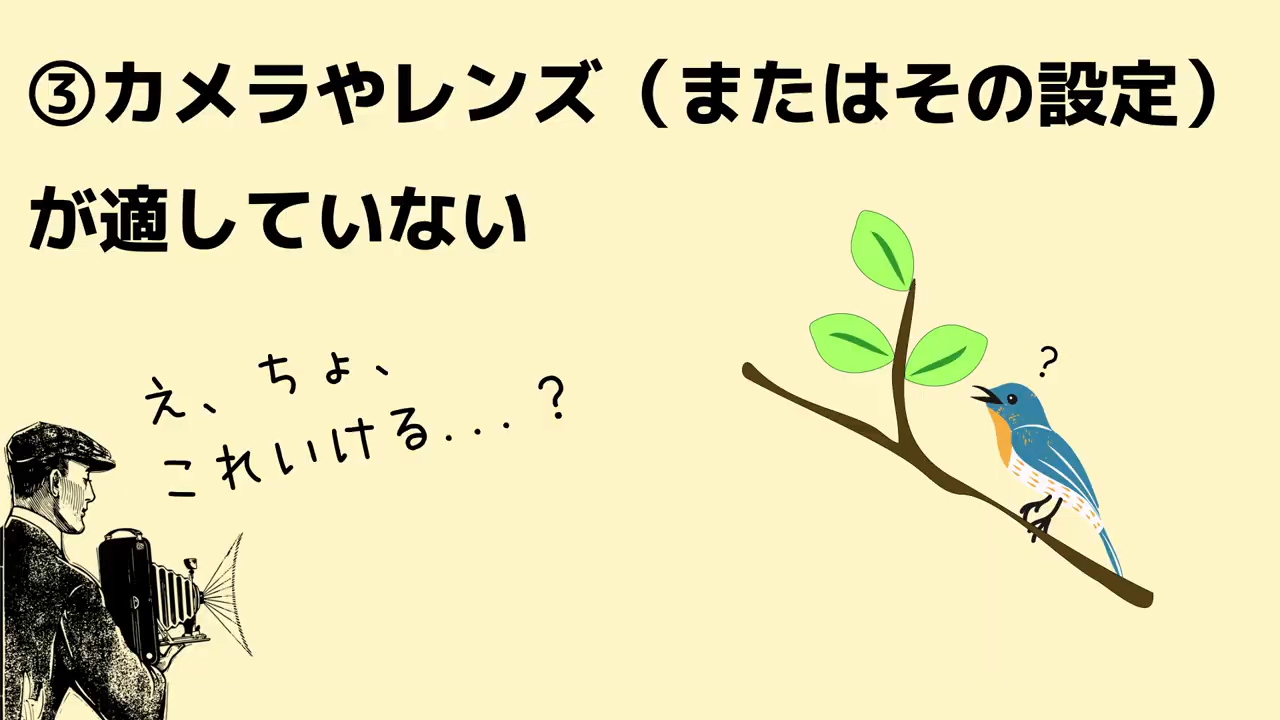 ③カメラやレンズ（またはその設定）
が適していない
え、ちょ、
これいける...？
？